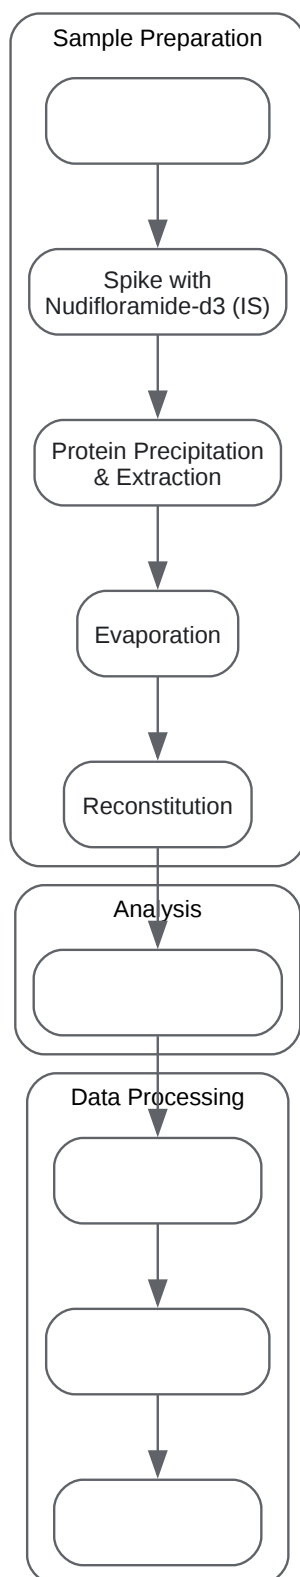 Sample Preparation
Spike with
Nudifloramide-d3 (IS)
Protein Precipitation
& Extraction
Evaporation
Reconstitution
Analysis
Data Processing